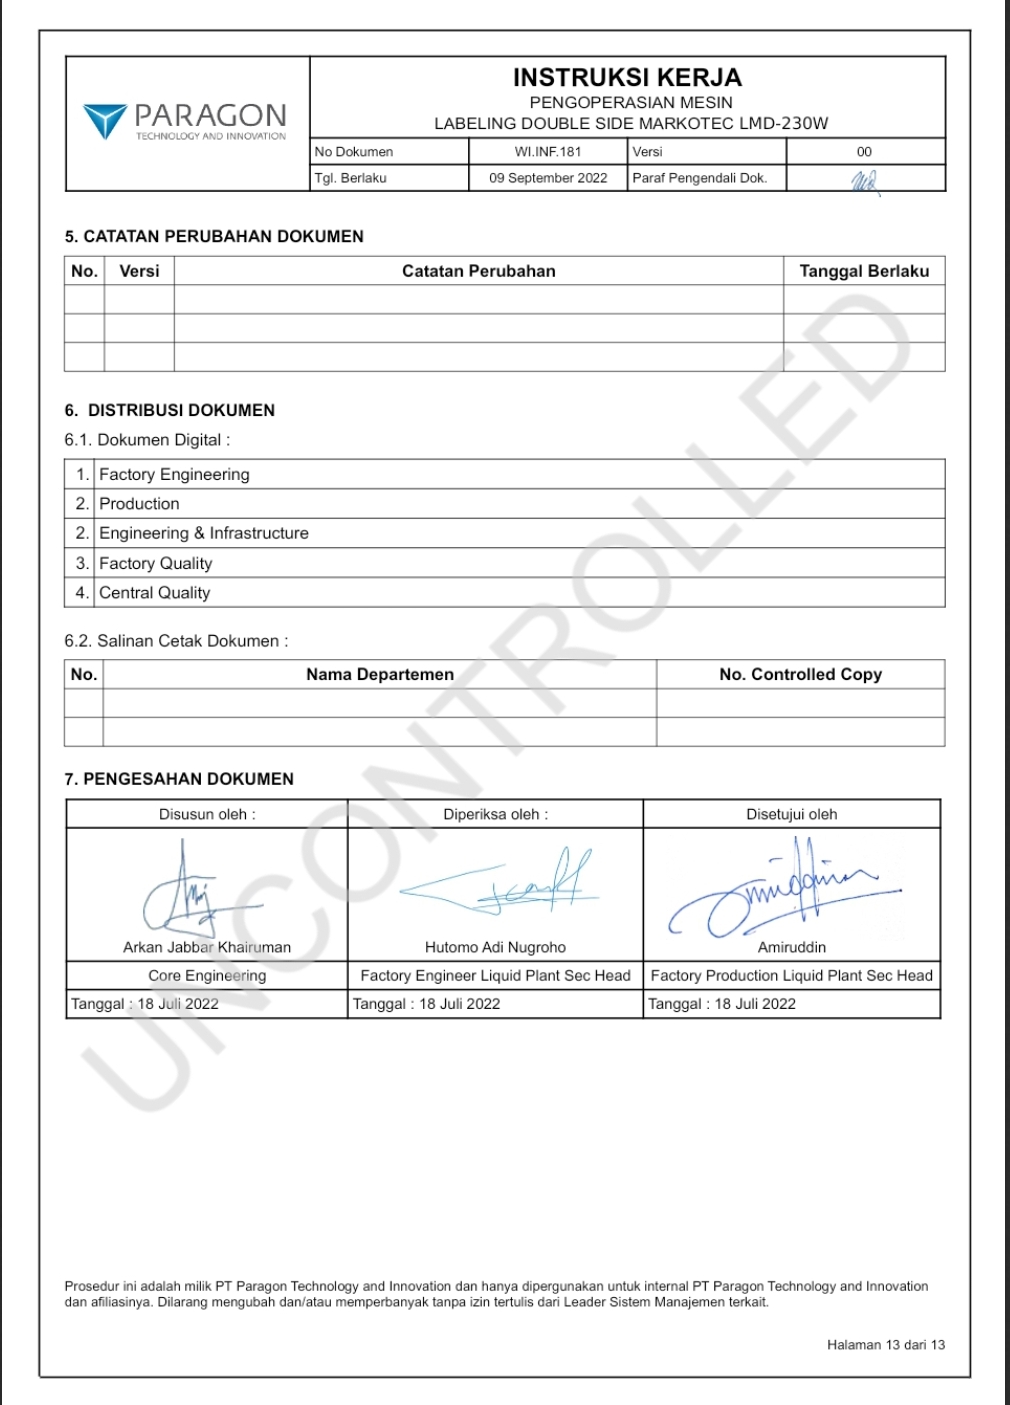 PARAGON
TECHNOLOGY AND INNOVATION
INSTRUKSI KERJA
PENGOPERASIAN MESIN
LABELING DOUBLE SIDE MARKOTEC LMD-230W
No Dokumen WI.INF.181 Versi 00
Tgl. Berlaku 09 September 2022 Paraf Pengendali Dok.
5. CATATAN PERUBAHAN DOKUMEN
No. Versi Catatan Perubahan Tanggal Berlaku
6. DISTRIBUSI DOKUMEN
6.1. Dokumen Digital :
1. Factory Engineering
2. Production
2. Engineering & Infrastructure
3. Factory Quality
4. Central Quality
6.2. Salinan Cetak Dokumen :
No. Nama Departemen No. Controlled Copy
7. PENGESAHAN DOKUMEN
Disusun oleh : Diperiksa oleh : Disetujui oleh
Arkan Jabbar Khairuman Hutomo Adi Nugroho Amiruddin
Core Engineering Factory Engineer Liquid Plant Sec Head Factory Production Liquid Plant Sec Head
Tanggal : 18 Juli 2022 Tanggal : 18 Juli 2022 Tanggal : 18 Juli 2022
UNCONTROLLED
Prosedur ini adalah milik PT Paragon Technology and Innovation dan hanya dipergunakan untuk internal PT Paragon Technology and Innovation
dan afiliasinya. Dilarang mengubah dan/atau memperbanyak tanpa izin tertulis dari Leader Sistem Manajemen terkait.
Halaman 13 dari 13